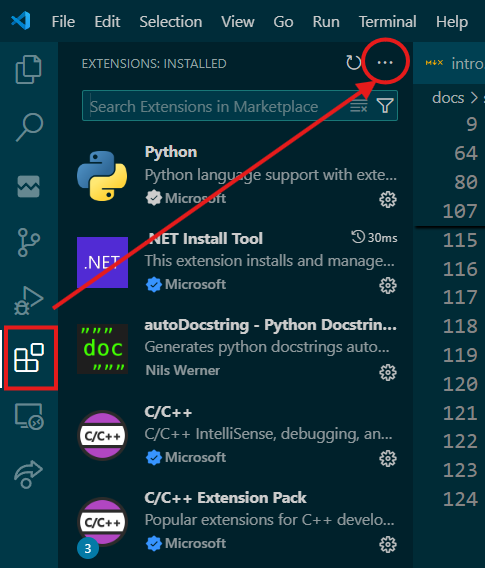 File Edit Selection View Go Run Terminal Help
EXTENSIONS: INSTALLED
M↓ intro
docs >
Search Extensions in Marketplace
9
64
80
107
115
116
117
118
119
120
121
122
123
124
Python
Python language support with exte...
Microsoft
.NET
.NET Install Tool
30ms
This extension installs and manage...
Microsoft
"""
doc
"""
autoDocstring - Python Docstrin...
Generates python docstrings auto...
Nils Werner
C/C++
C/C++
C/C++ IntelliSense, debugging, an...
Microsoft
C/C++
3
C/C++ Extension Pack
Popular extensions for C++ develo...
Microsoft